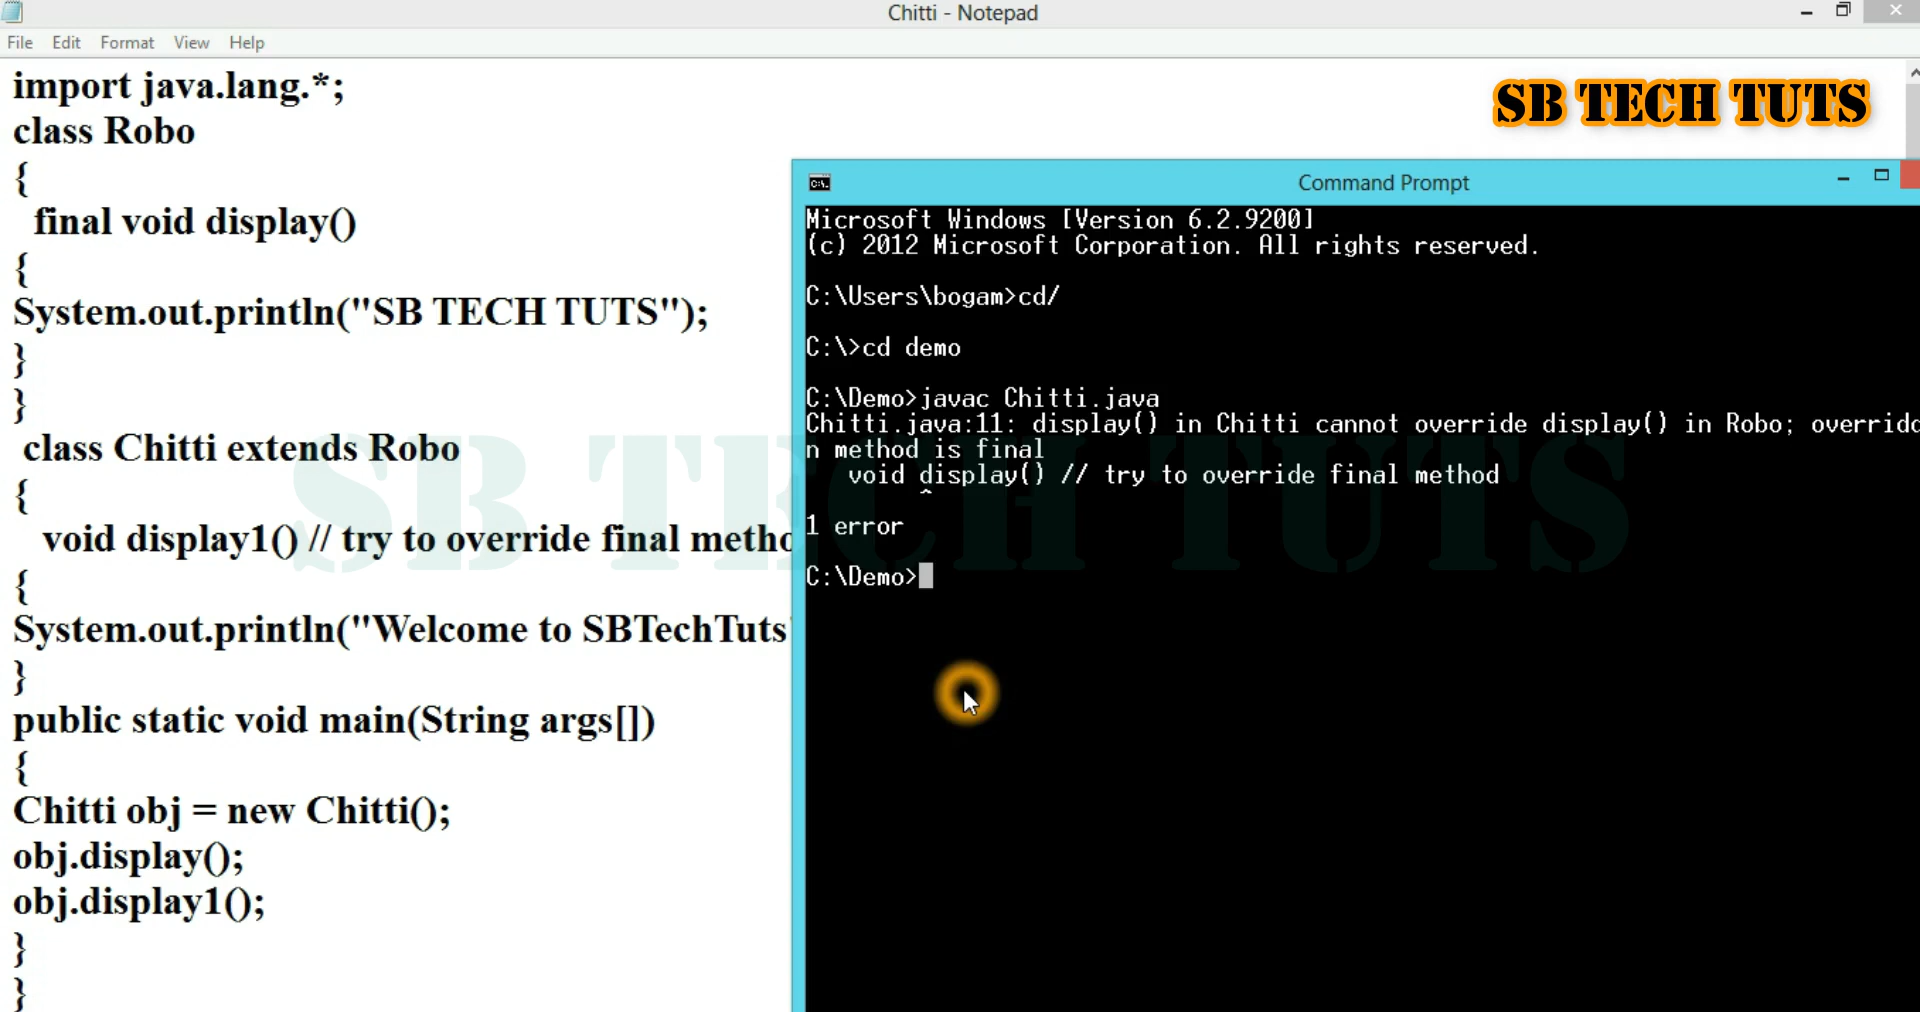 Chitti - Notepad
File Edit Format View Help
import java.lang.*;
class Robo
{
final void display()
{
System.out.println("SB TECH TUTS");
}
}
class Chitti extends Robo
{
void display1() // try to override final metho
{
System.out.println("Welcome to SBTechTuts"
}
public static void main(String args[])
{
Chitti obj = new Chitti();
obj.display();
obj.display1();
}
}
SB TECH TUTS
Command Prompt
Microsoft Windows [Version 6.2.9200]
(c) 2012 Microsoft Corporation. All rights reserved.
C:\Users\bogam>cd/
C:\>cd demo
C:\Demo>javac Chitti.java
Chitti.java:11: display() in Chitti cannot override display() in Robo; overridde
n method is final
void display() // try to override final method
^
1 error
C:\Demo>
SB TECH TUTS